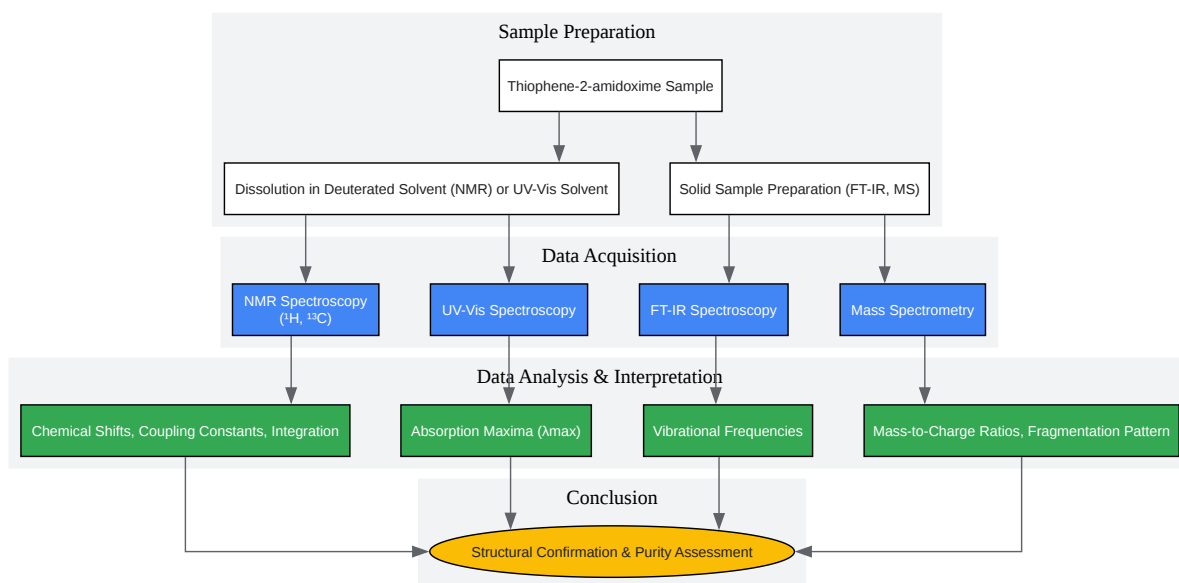 Sample Preparation
Thiophene-2-amidoxime Sample
Dissolution in Deuterated Solvent (NMR) or UV-Vis Solvent
Solid Sample Preparation (FT-IR, MS)
Data Acquisition
NMR Spectroscopy
(¹H, ¹³C)
UV-Vis Spectroscopy
FT-IR Spectroscopy
Mass Spectrometry
Data Analysis & Interpretation
Chemical Shifts, Coupling Constants, Integration
Absorption Maxima (λmax)
Vibrational Frequencies
Mass-to-Charge Ratios, Fragmentation Pattern
Conclusion
Structural Confirmation & Purity Assessment